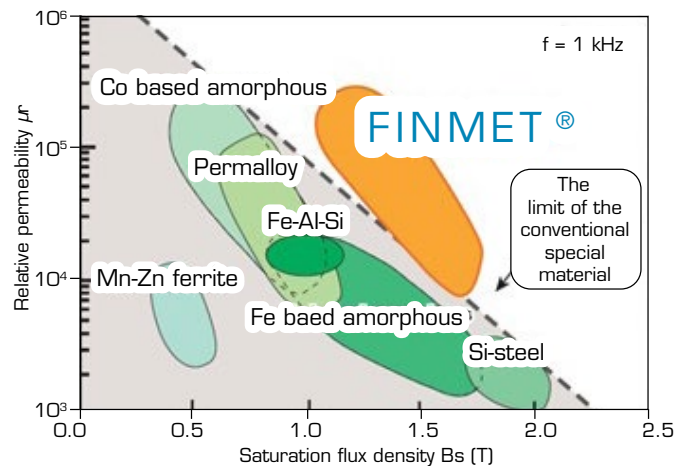 10⁶
f = 1 kHz
Co based amorphous
FINMET ®
10⁵
Permalloy
The
limit of the
conventional
special
material
Fe-Al-Si
Mn-Zn ferrite
10⁴
Fe baed amorphous
Si-steel
10³
0.0 0.5 1.0 1.5 2.0 2.5
Saturation flux density Bs (T)
Relative permeability μr